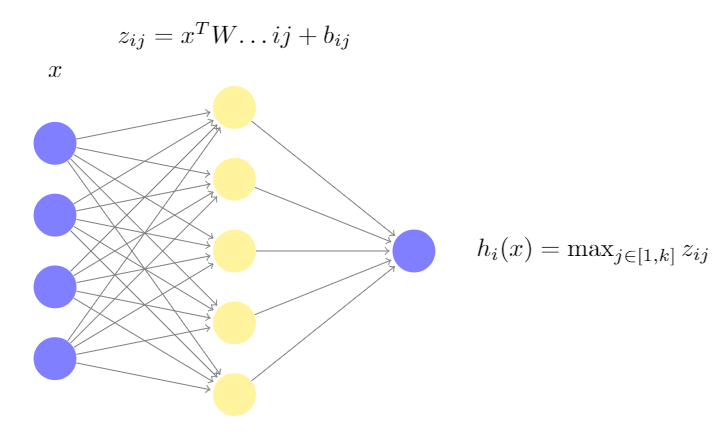 z_{ij} = x^T W ... ij + b_{ij}
x
h_i(x) = max_{j∈[1,k]} z_{ij}